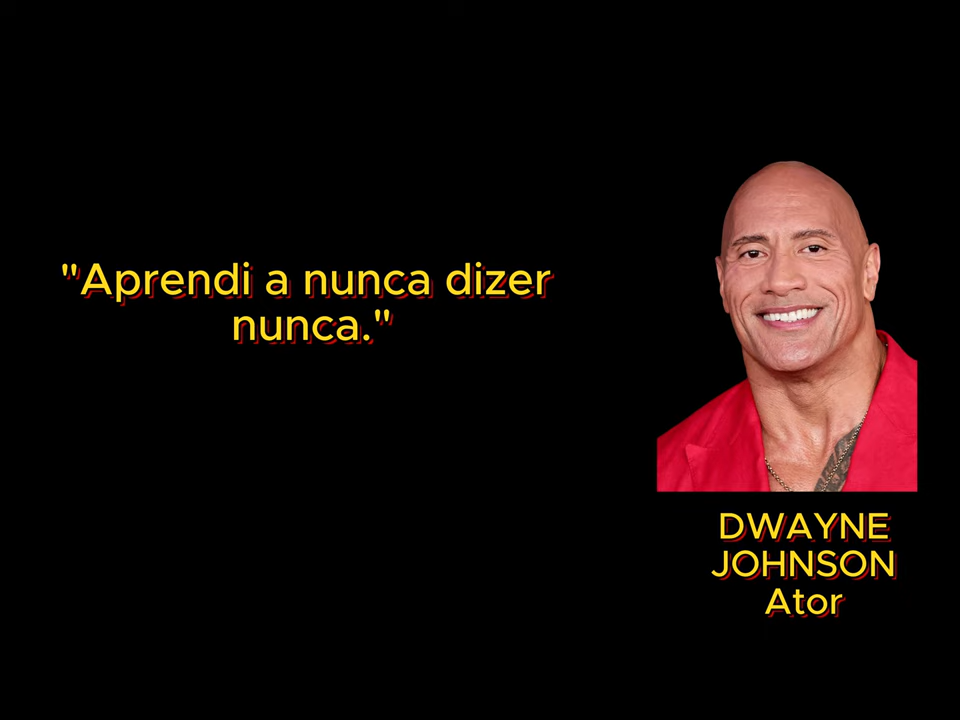 "Aprendi a nunca dizer
nunca."
DWAYNE
JOHNSON
Ator